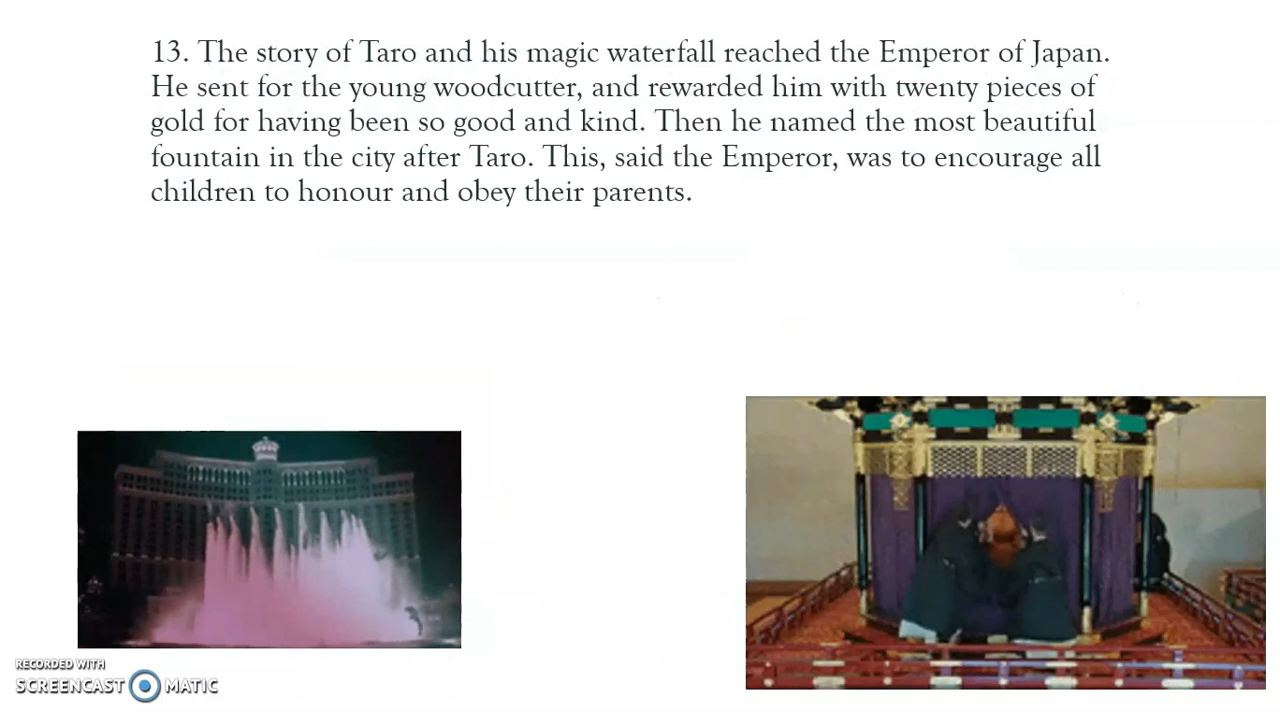 13. The story of Taro and his magic waterfall reached the Emperor of Japan.
He sent for the young woodcutter, and rewarded him with twenty pieces of
gold for having been so good and kind. Then he named the most beautiful
fountain in the city after Taro. This, said the Emperor, was to encourage all
children to honour and obey their parents.
RECORDED WITH
SCREENCAST MATIC